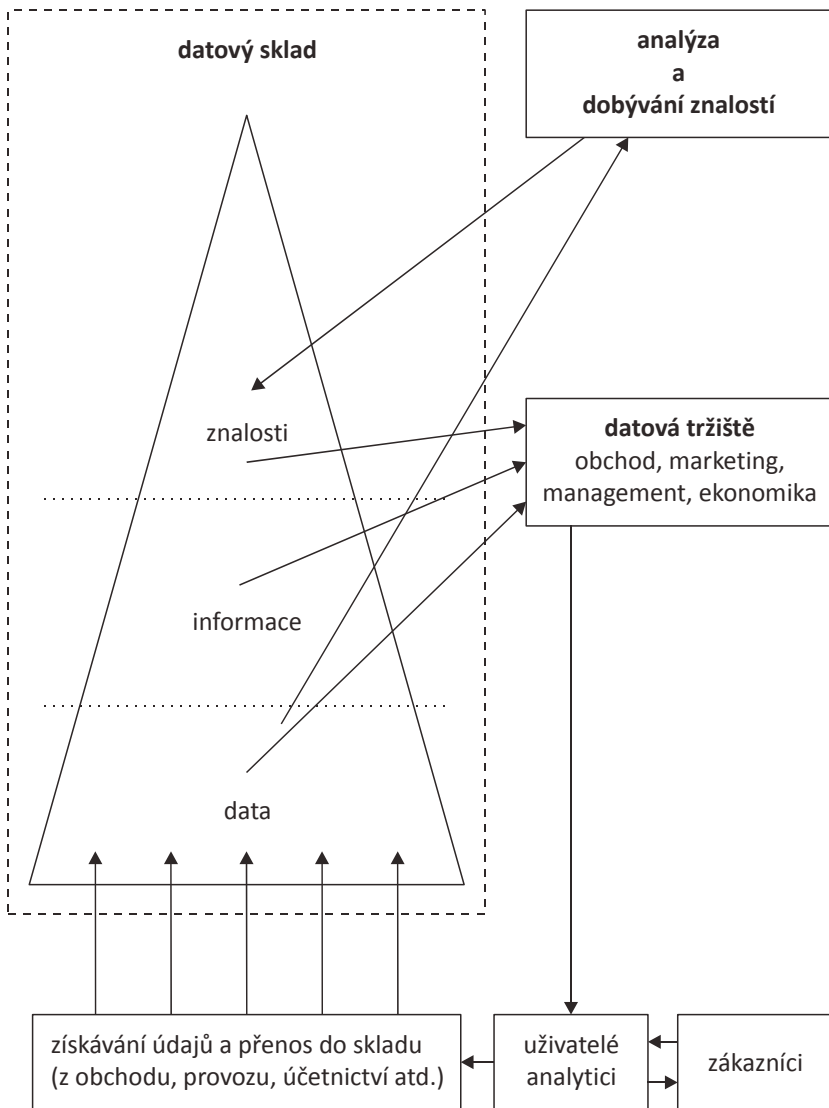 datový sklad
analýza
a
dobývání znalostí
znalosti
datová tržiště
obchod, marketing,
management, ekonomika
informace
data
získávání údajů a přenos do skladu
(z obchodu, provozu, účetnictví atd.)
uživatelé
analytici
zákazníci